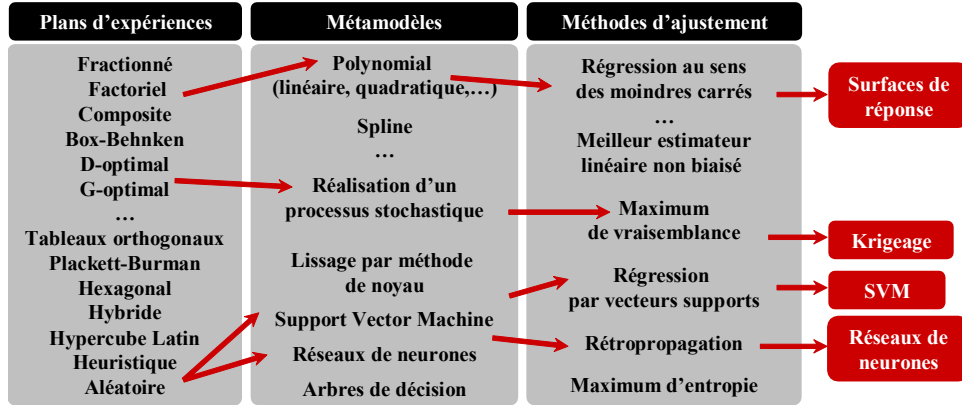 Plans d'expériences
Fractionné
Factoriel
Composite
Box-Behnken
D-optimal
G-optimal
…
Tableaux orthogonaux
Plackett-Burman
Hexagonal
Hybride
Hypercube Latin
Heuristique
Aléatoire
Métamodèles
Polynomial
(linéaire, quadratique,…)
Spline
…
Réalisation d'un
processus stochastique
Lissage par méthode
de noyau
Support Vector Machine
Réseaux de neurones
Arbres de décision
Méthodes d'ajustement
Régression au sens
des moindres carrés
…
Meilleur estimateur
linéaire non biaisé
Maximum
de vraisemblance
Régression
par vecteurs supports
Rétropropagation
Maximum d'entropie
Surfaces de
réponse
Krigeage
SVM
Réseaux de
neurones